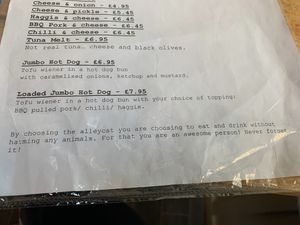 Cheese & onion - £4.95
Cheese & pickle - £5.45
Haggis & cheese - £6.45
BBQ Pork & cheese - £6.45
Chilli & cheese - £6.45
Tuna Melt - £6.95
Not real tuna… cheese and black olives.
Jumbo Hot Dog - £6.95
Tofu wiener in a hot dog bun
with caramelised onions, ketchup and mustard.
Loaded Jumbo Hot Dog - £7.95
Tofu wiener in a hot dog bun with your choice of topping:
BBQ pulled pork/ chilli/ haggis.
By choosing the alleycat you are choosing to eat and drink without
harming any animals. For that you are an awesome person! Never forget
it!